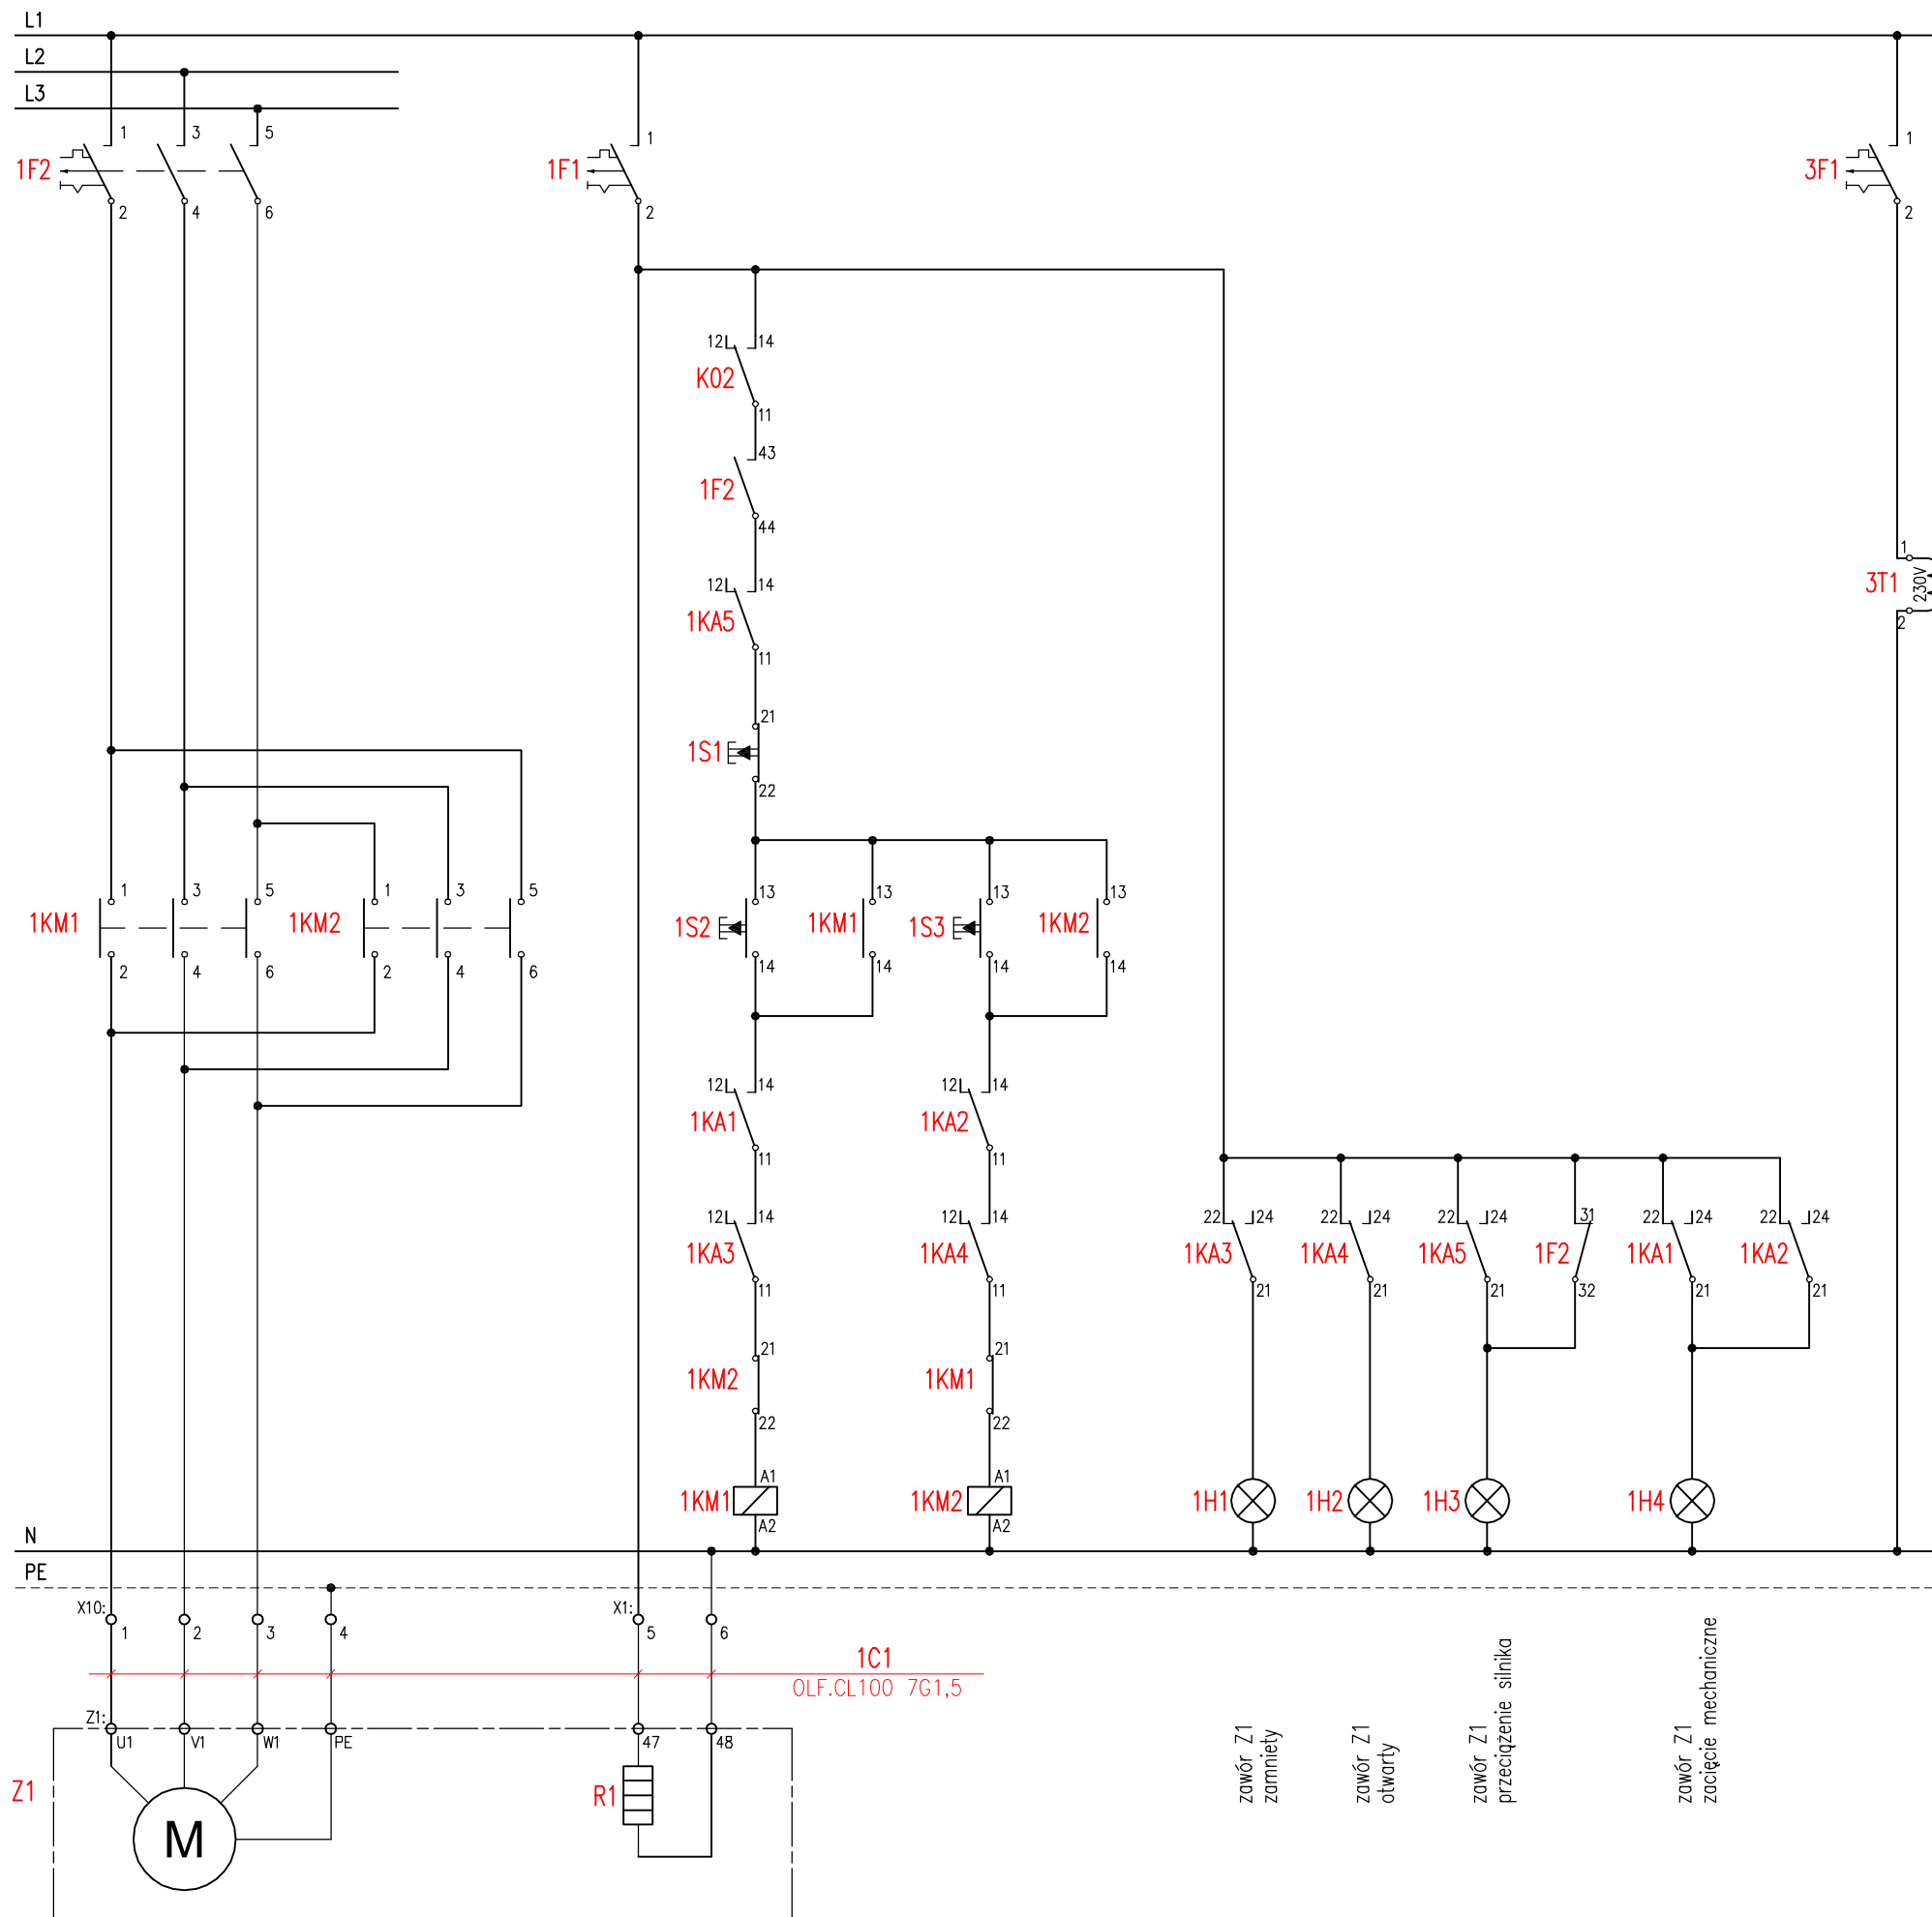 L1
L2
L3
1 3 5 1 1
1F2 1F1 3F1
2 4 6 2 2
12 14
K02
11
43
1F2
44
1
3T1 230V
2
12 14
1KA5
11
21
1S1
22
1 3 5 1 3 5 13 13 13 13
1KM1 1KM2 1S2 1KM1 1S3 1KM2
2 4 6 2 4 6 14 14 14 14
12 14 12 14
1KA1 1KA2
11 11
12 14 12 14 22 24 22 24 22 24 31 22 24 22 24
1KA3 1KA4 1KA3 1KA4 1KA5 1F2 1KA1 1KA2
11 11 21 21 21 32 21 21
21 21
1KM2 1KM1
22 22
A1 A1
1KM1 1KM2 1H1 1H2 1H3 1H4
A2 A2
N
PE
X10: X1:
1 2 3 4 5 6
1C1
OLF.CL100 7G1,5
Z1:
U1 V1 W1 PE 47 48
Z1
M
R1
zawór Z1
zamniety
zawór Z1
otwarty
zawór Z1
przeciążenie silnika
zawór Z1
zacięcie mechaniczne